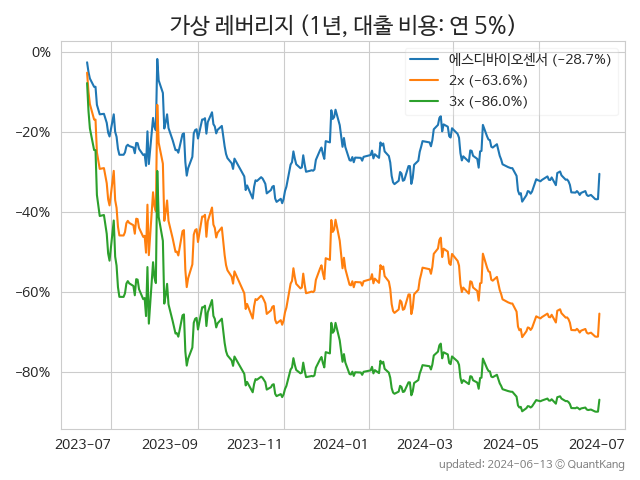 가상 레버리지 (1년, 대출 비용: 연 5%)
에스디바이오센서 (−28.7%)
2x (−63.6%)
3x (−86.0%)
0%
−20%
−40%
−60%
−80%
2023-07 2023-09 2023-11 2024-01 2024-03 2024-05 2024-07
updated: 2024-06-13 © QuantKang